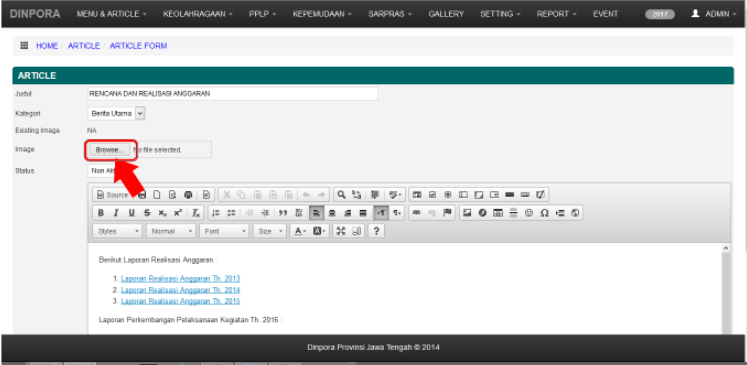 DINPORA MENU & ARTICLE KEOLAHRAGAAN PPLP KEPEMUDAAN SARPRAS GALLERY SETTING REPORT EVENT 2017 ADMIN
HOME / ARTICLE / ARTICLE FORM
ARTICLE
Judul RENCANA DAN REALISASI ANGGARAN
Kategori Berita Utama
Existing Image NA
Image Browse... No file selected.
Status Non
Source
B I U S x₂ x² Tx
Styles Normal Font Size A A ?
Berikut Laporan Realisasi Anggaran :
1. Laporan Realisasi Anggaran Th. 2013
2. Laporan Realisasi Anggaran Th. 2014
3. Laporan Realisasi Anggaran Th. 2015
Laporan Perkembangan Pelaksanaan Kegiatan Th. 2016 :
Dinpora Provinsi Jawa Tengah © 2014